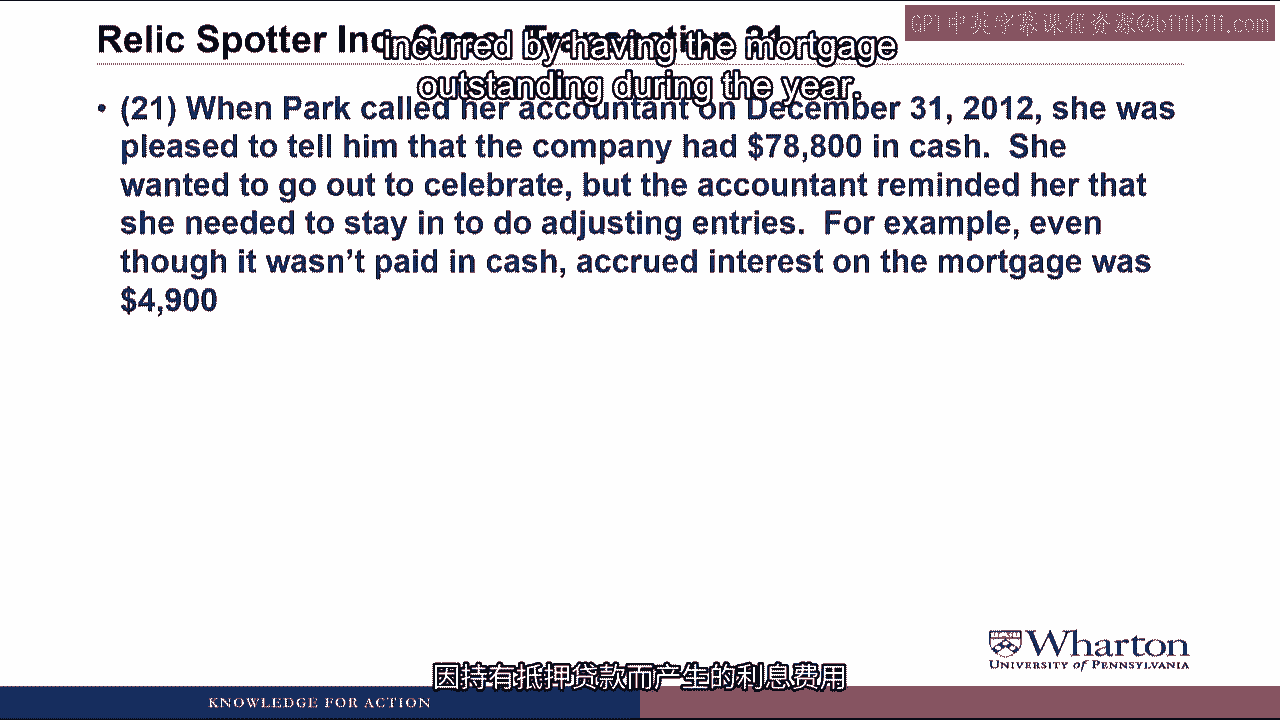 GPT中英字幕课程资源@bilibili.com
Relic Spotter Inc. Case: Transaction 21
incurred by having the mortgage
outstanding during the year.
• (21) When Park called her accountant on December 31, 2012, she was
pleased to tell him that the company had $78,800 in cash. She
wanted to go out to celebrate, but the accountant reminded her that
she needed to stay in to do adjusting entries. For example, even
though it wasn't paid in cash, accrued interest on the mortgage was
$4,900
Wharton
UNIVERSITY of PENNSYLVANIA
因持有抵押贷款而产生的利息费用
KNOWLEDGE FOR ACTION